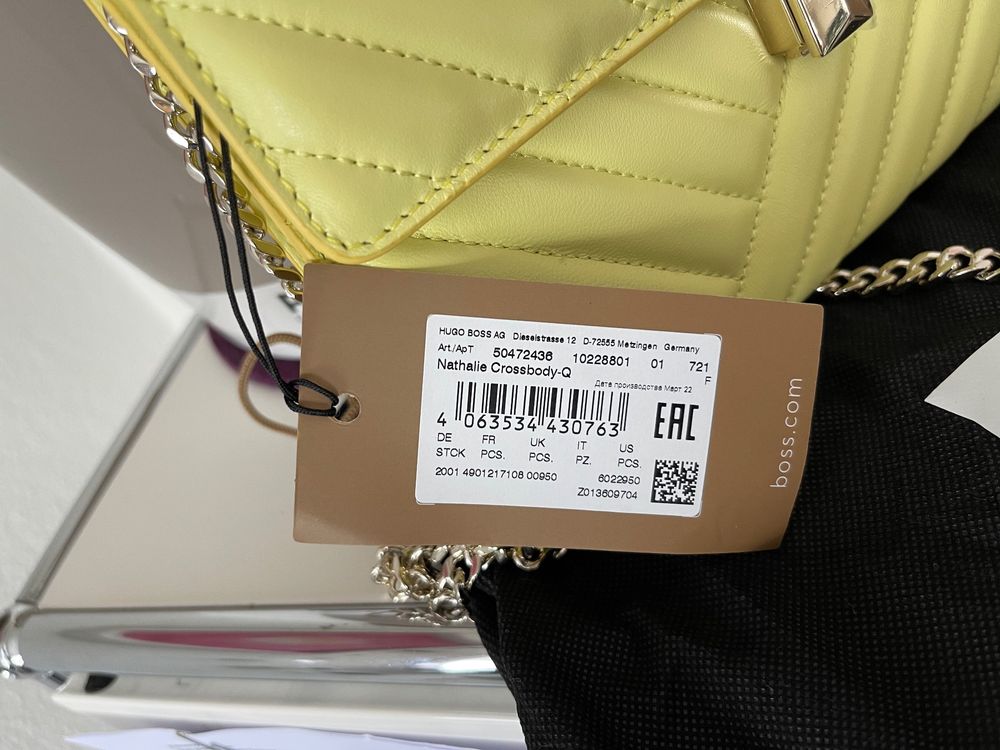 HUGO BOSS AG Dieselstrasse 12 D-72555 Metzingen Germany
Art./АрТ 50472436 10228801 01 721
Nathalie Crossbody-Q F
Дата производства Март 22
4 063534 430763
EAC
DE FR UK IT US
STCK PCS. PCS. PZ. PCS.
2001 4901217108 00950 6022950
Z013609704
boss.com